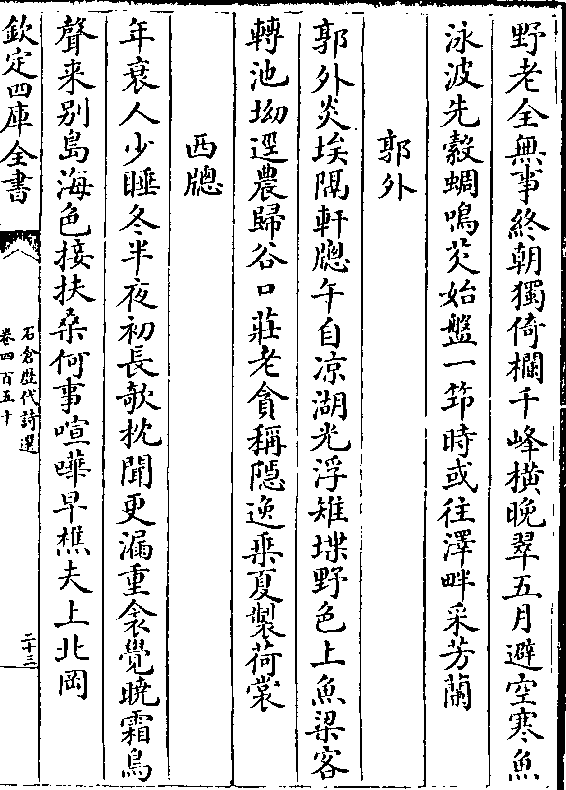 野老全無事終朝獨倚欄千峰横晚翠五月避空寒魚
泳波先縠蜩鳴茭始盤一笻時或往澤畔采芳蘭
郭外
郭外炎埃隔軒牕午自凉湖光浮雉堞野色上魚梁客
轉池坳逕農歸谷口莊老貪稱隱逸乗夏製荷裳
西牕
年衰人少睡冬半夜初長欹枕聞更漏重衾覺曉霜鳥
聲来别島海色接扶桑何事喧嘩早樵夫上北岡
欽定四庫全書
石倉歷代詩選
卷四百五十
二十三